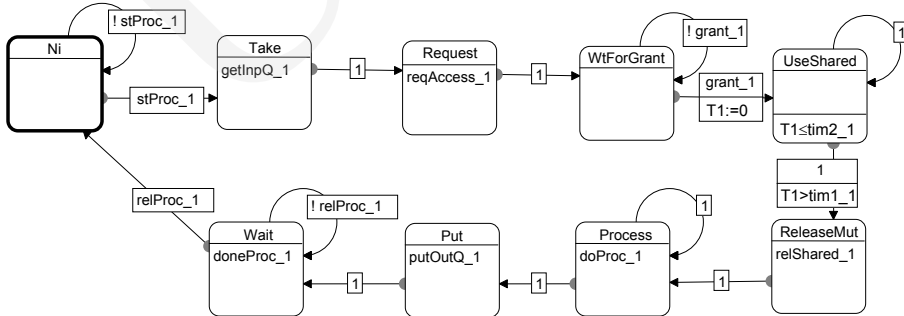 ! stProc_1
Ni
stProc_1
Take
getInpQ_1
1
Request
reqAccess_1
1
! grant_1
WtForGrant
grant_1
T1:=0
1
UseShared
T1≤tim2_1
1
T1>tim1_1
ReleaseMut
relShared_1
1
1
Process
doProc_1
1
Put
putOutQ_1
1
! relProc_1
Wait
doneProc_1
relProc_1